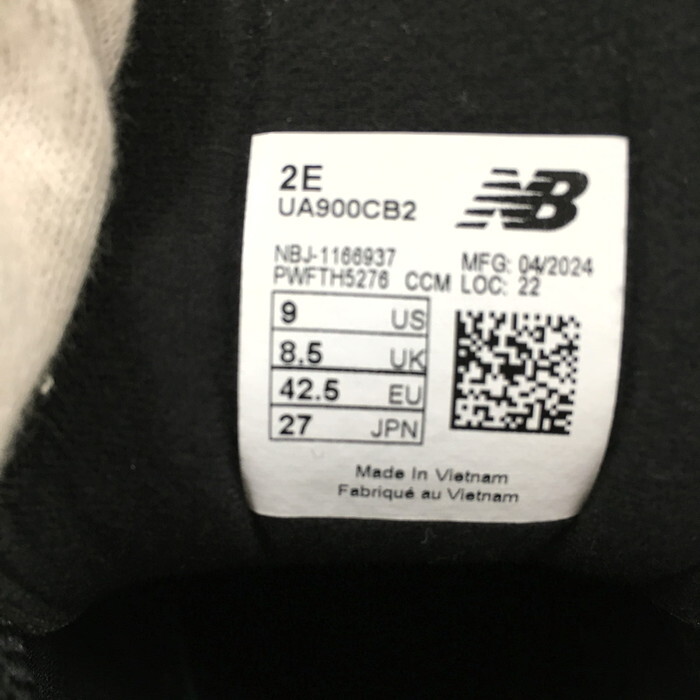 2E
UA900CB2
NB
NBJ-1166937
PWFTH5276 CCM
MFG: 04/2024
LOC: 22
9 US
8.5 UK
42.5 EU
27 JPN
Made In Vietnam
Fabriqué au Vietnam